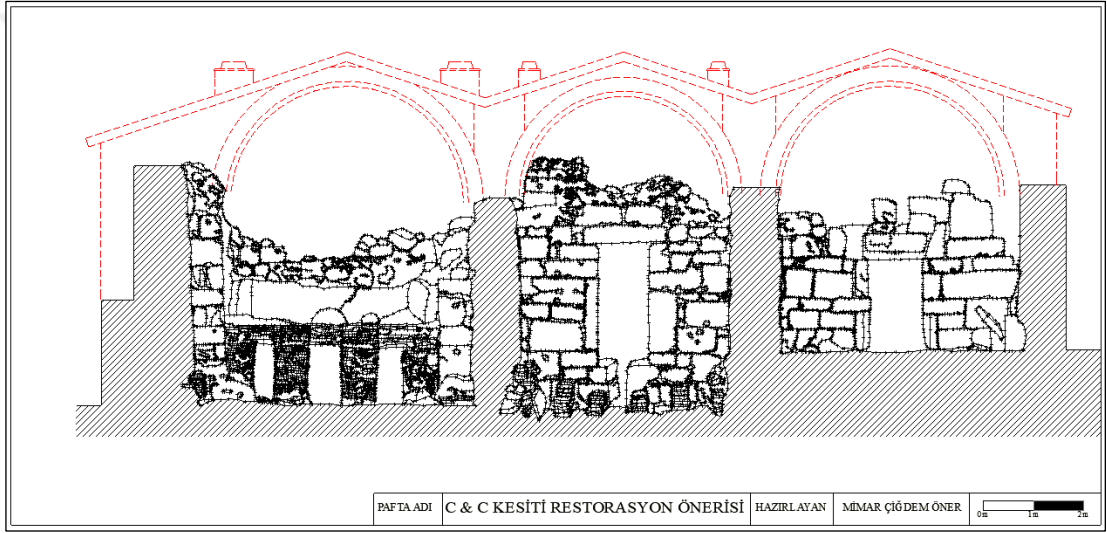 PAFTA ADI C & C KESİTİ RESTORASYON ÖNERİSİ HAZIRLAYAN MİMAR ÇİĞDEM ÖNER
0m 1m 2m